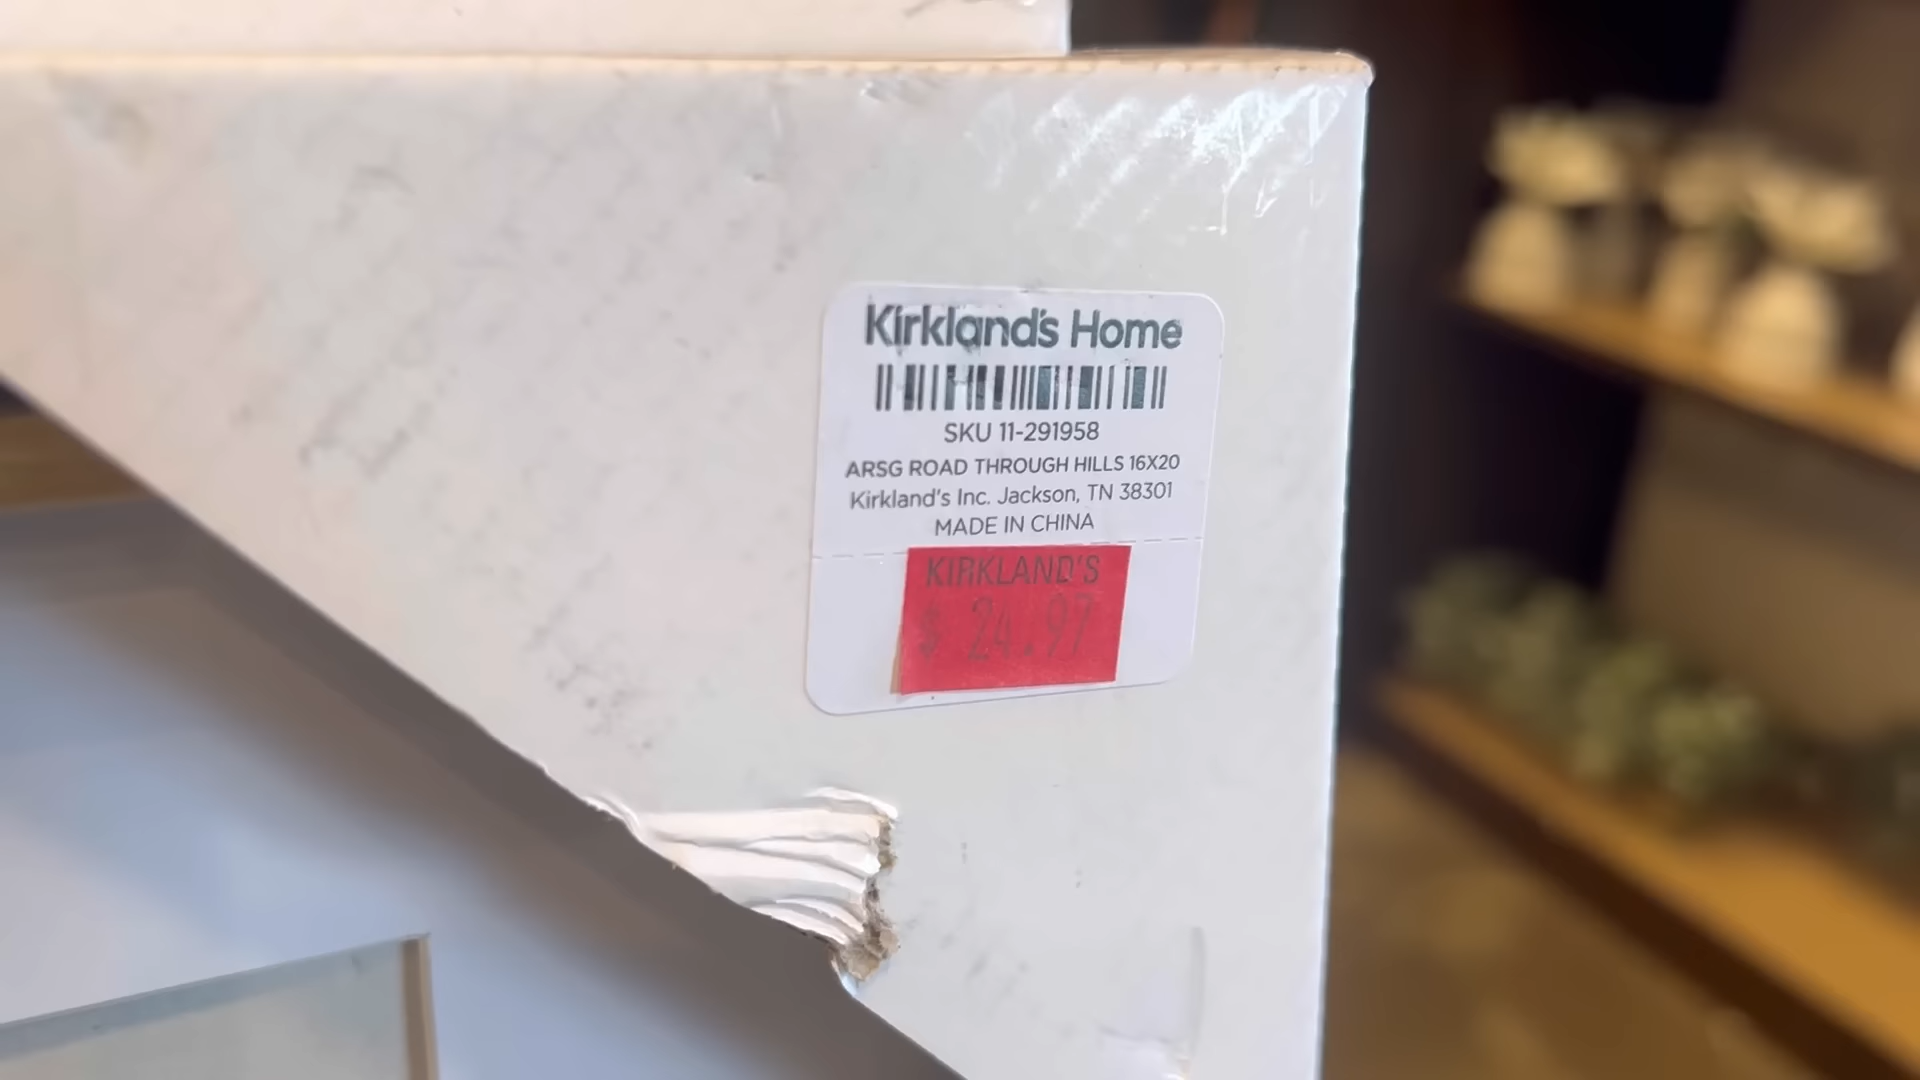 Kirkland's Home
SKU 11-291958
ARSG ROAD THROUGH HILLS 16X20
Kirkland's Inc. Jackson, TN 38301
MADE IN CHINA
KIRKLAND'S
$ 24.97